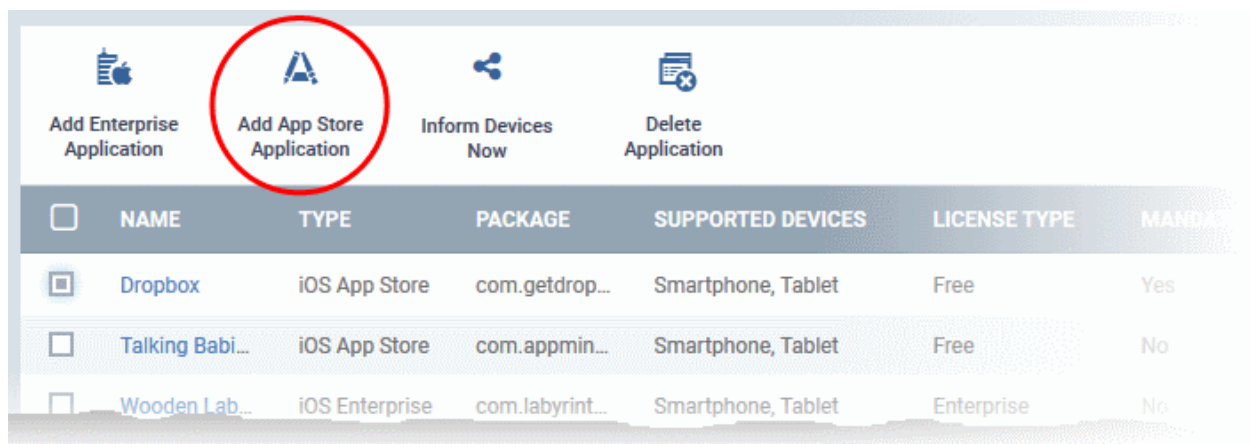 Add Enterprise Application
Add App Store Application
Inform Devices Now
Delete Application
NAME TYPE PACKAGE SUPPORTED DEVICES LICENSE TYPE
Dropbox iOS App Store com.getdrop... Smartphone, Tablet Free Yes
Talking Babi... iOS App Store com.appmin... Smartphone, Tablet Free No
Wooden Lab... iOS Enterprise com.labyrint... Smartphone, Tablet Enterprise No